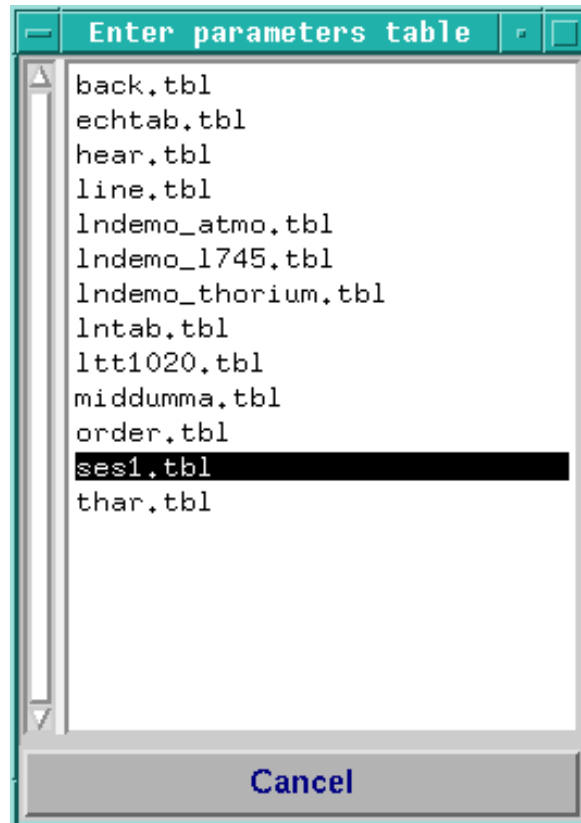 Enter parameters table
back.tbl
echtab.tbl
hear.tbl
line.tbl
lndemo_atmo.tbl
lndemo_l745.tbl
lndemo_thorium.tbl
lntab.tbl
ltt1020.tbl
middumma.tbl
order.tbl
ses1.tbl
thar.tbl
Cancel